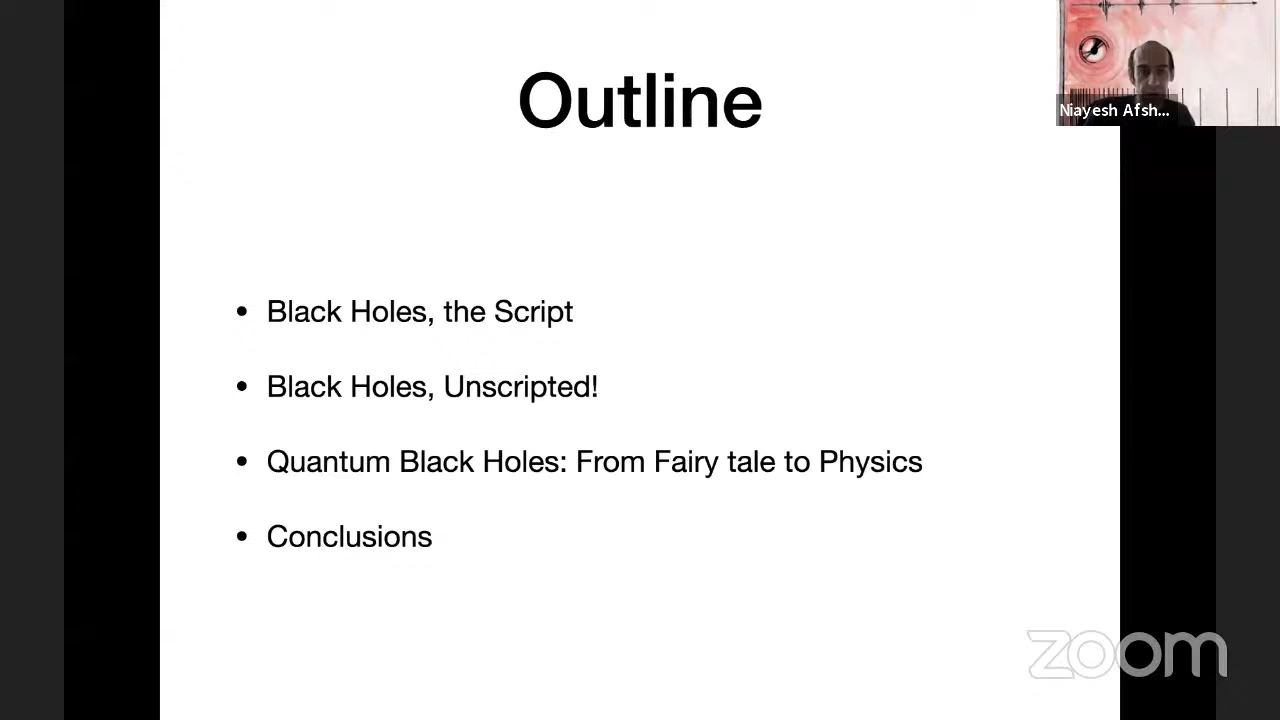 Outline
Niayesh Afsh...
• Black Holes, the Script
• Black Holes, Unscripted!
• Quantum Black Holes: From Fairy tale to Physics
• Conclusions
zoom